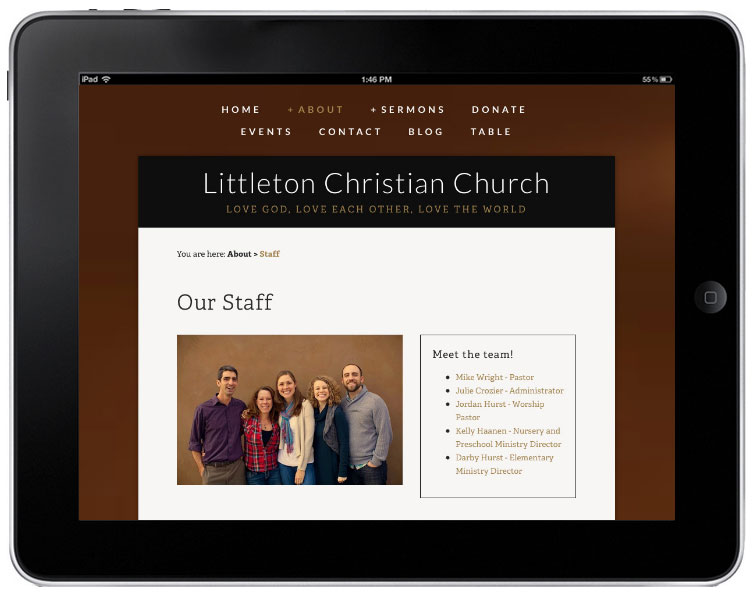 iPad 1:46 PM 55%
HOME + ABOUT + SERMONS DONATE
EVENTS CONTACT BLOG TABLE
Littleton Christian Church
LOVE GOD, LOVE EACH OTHER, LOVE THE WORLD
You are here: About > Staff
Our Staff
Meet the team!
Mike Wright - Pastor
Julie Crozier - Administrator
Jordan Hurst - Worship
Pastor
Kelly Haanen - Nursery and
Preschool Ministry Director
Darby Hurst - Elementary
Ministry Director